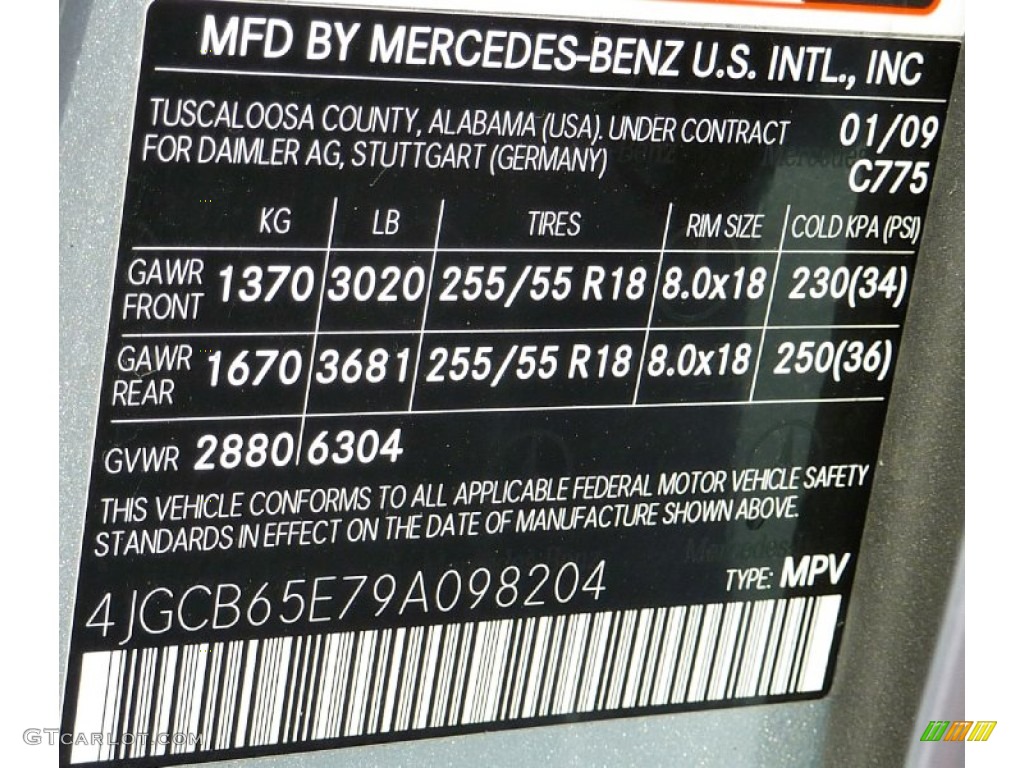 MFD BY MERCEDES-BENZ U.S. INTL., INC
TUSCALOOSA COUNTY, ALABAMA (USA). UNDER CONTRACT 01/09
FOR DAIMLER AG, STUTTGART (GERMANY) C775
KG LB TIRES RIM SIZE COLD KPA (PSI)
GAWR FRONT 1370 3020 255/55 R18 8.0x18 230(34)
GAWR REAR 1670 3681 255/55 R18 8.0x18 250(36)
GVWR 2880 6304
THIS VEHICLE CONFORMS TO ALL APPLICABLE FEDERAL MOTOR VEHICLE SAFETY
STANDARDS IN EFFECT ON THE DATE OF MANUFACTURE SHOWN ABOVE.
4JGCB65E79A098204 TYPE: MPV
GTcarlot.com